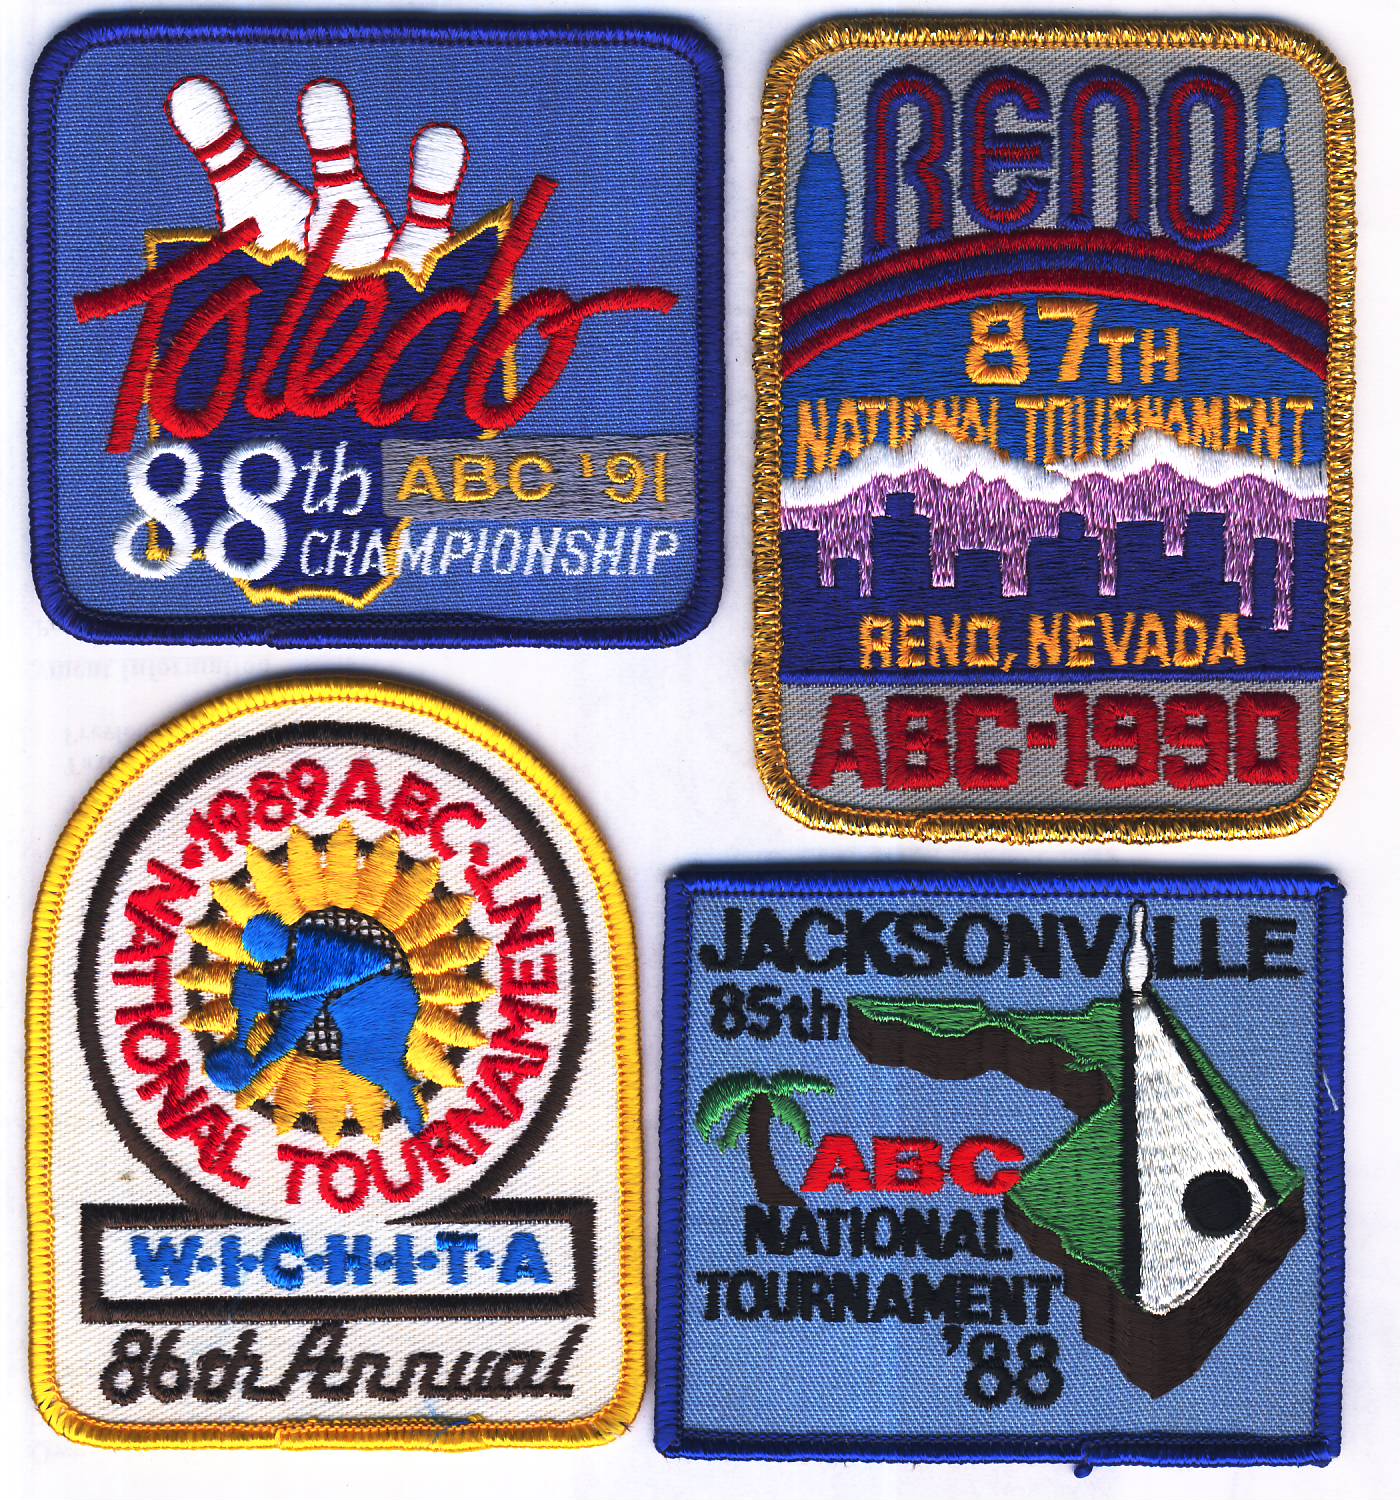 Toledo
88th ABC '91
CHAMPIONSHIP
RENO
87TH
NATIONAL TOURNAMENT
RENO, NEVADA
ABC-1990
•1989 ABC•
NATIONAL TOURNAMENT
W•I•C•H•I•T•A
86th Annual
JACKSONVILLE
85th
ABC
NATIONAL
TOURNAMENT
'88